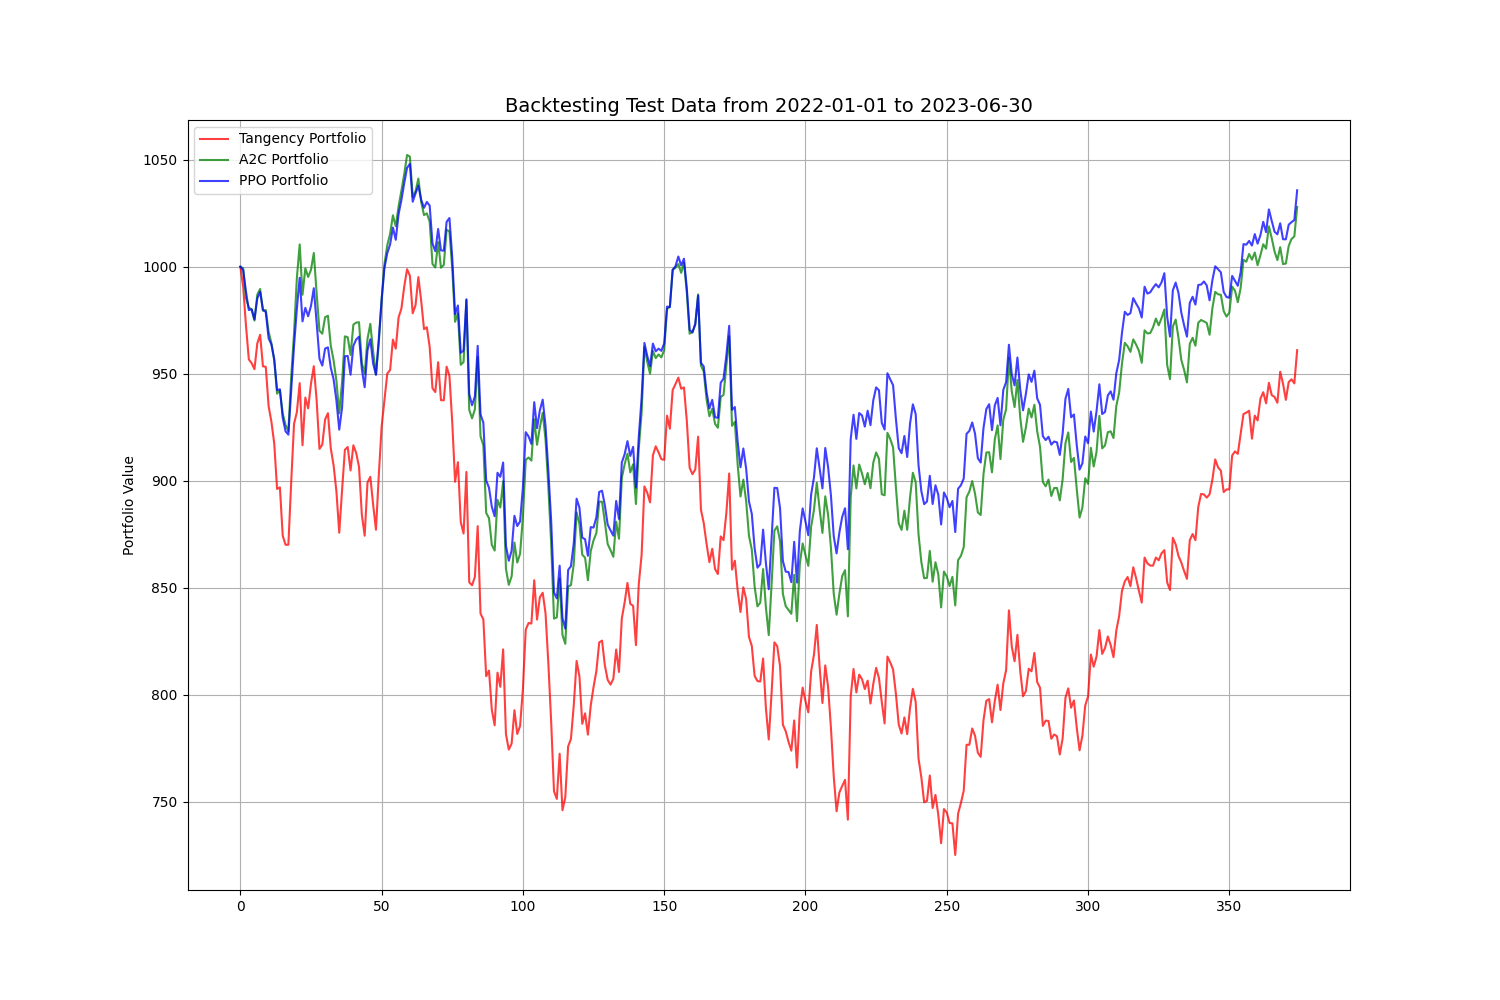 Backtesting Test Data from 2022-01-01 to 2023-06-30
Tangency Portfolio
A2C Portfolio
PPO Portfolio
Portfolio Value
1050
1000
950
900
850
800
750
0 50 100 150 200 250 300 350